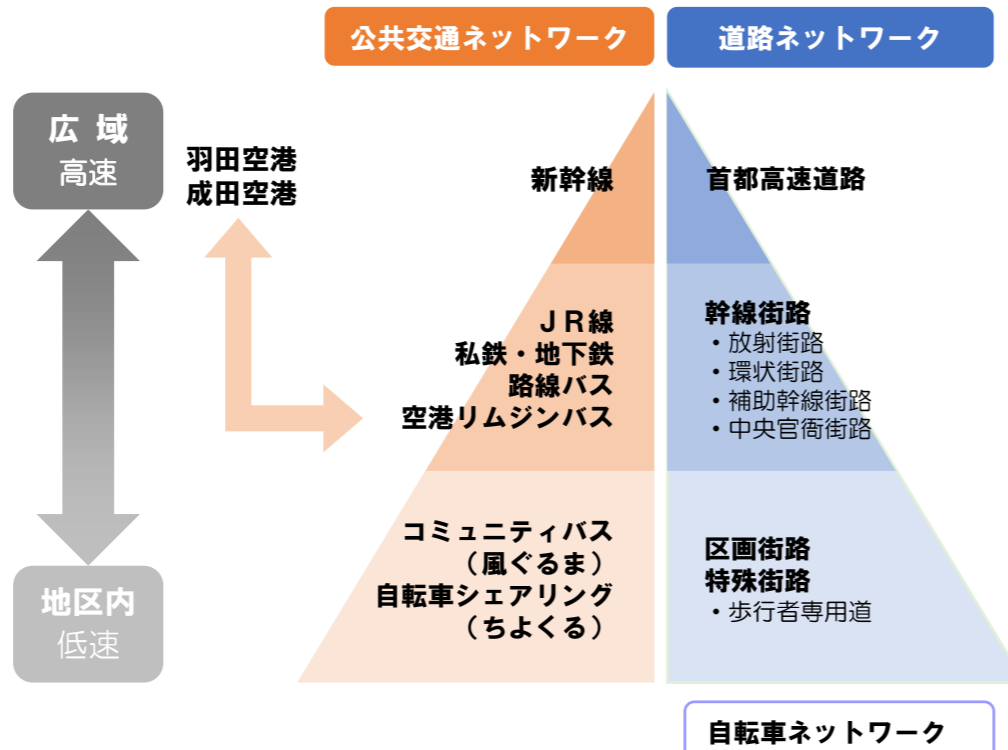 公共交通ネットワーク
道路ネットワーク
広 域
高速
羽田空港
成田空港
新幹線
首都高速道路
ＪＲ線
私鉄・地下鉄
路線バス
空港リムジンバス
幹線街路
・放射街路
・環状街路
・補助幹線街路
・中央官衙街路
コミュニティバス
（風ぐるま）
自転車シェアリング
（ちよくる）
区画街路
特殊街路
・歩行者専用道
地区内
低速
自転車ネットワーク